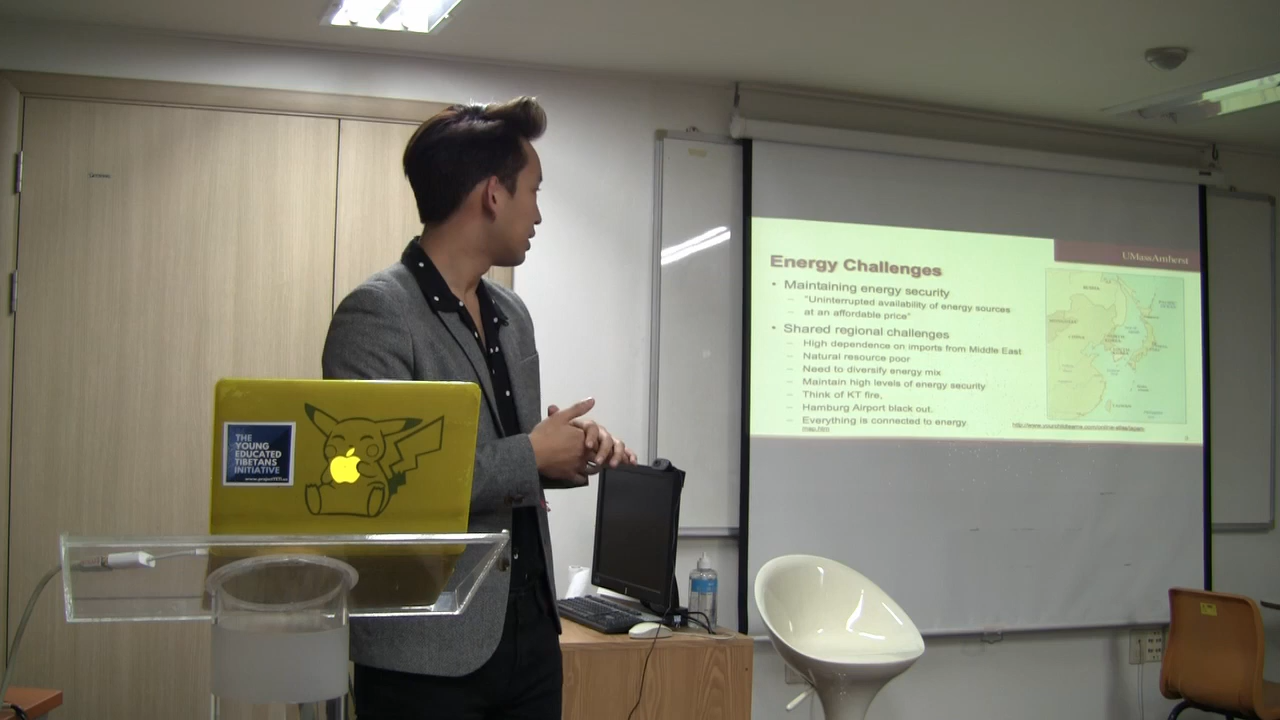 THE
YOUNG
EDUCATED
TIBETANS
INITIATIVE
UMassAmherst
Energy Challenges
• Maintaining energy security
– "Uninterrupted availability of energy sources
– at an affordable price"
• Shared regional challenges
– High dependence on imports from Middle East
– Natural resource poor
– Need to diversify energy mix
– Maintain high levels of energy security
– Think of KT fire,
– Hamburg Airport black out.
– Everything is connected to energy